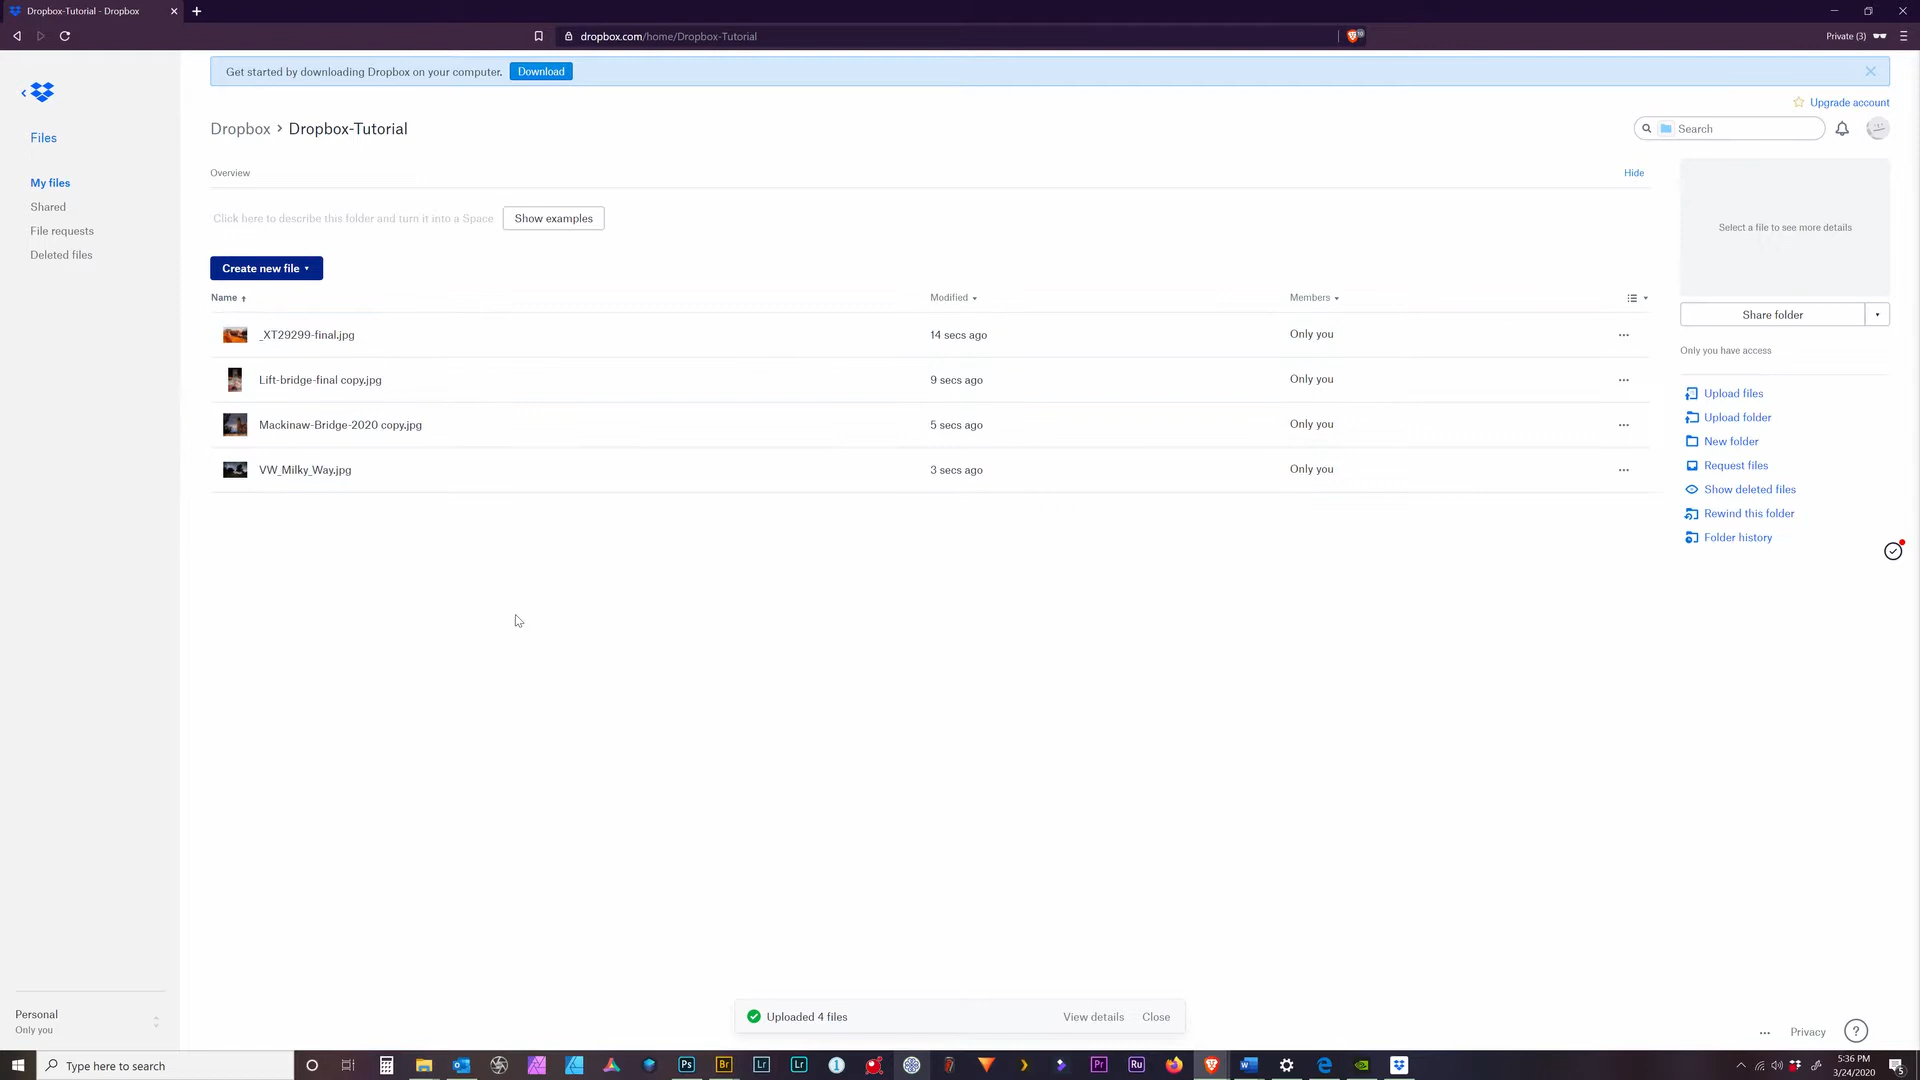 Dropbox-Tutorial - Dropbox
dropbox.com/home/Dropbox-Tutorial
Private (3)
Get started by downloading Dropbox on your computer. Download
Upgrade account
Dropbox > Dropbox-Tutorial
Search
Files
My files
Shared
File requests
Deleted files
Overview
Hide
Click here to describe this folder and turn it into a Space
Show examples
Create new file
Name
Modified
Members
_XT29299-final.jpg
14 secs ago
Only you
Lift-bridge-final copy.jpg
9 secs ago
Only you
Mackinaw-Bridge-2020 copy.jpg
5 secs ago
Only you
VW_Milky_Way.jpg
3 secs ago
Only you
Select a file to see more details
Share folder
Only you have access
Upload files
Upload folder
New folder
Request files
Show deleted files
Rewind this folder
Folder history
Personal
Only you
Uploaded 4 files
View details
Close
Privacy
?
Type here to search
Ps
Br
Lr
Lr
Pr
Ru
5:36 PM
3/24/2020
5